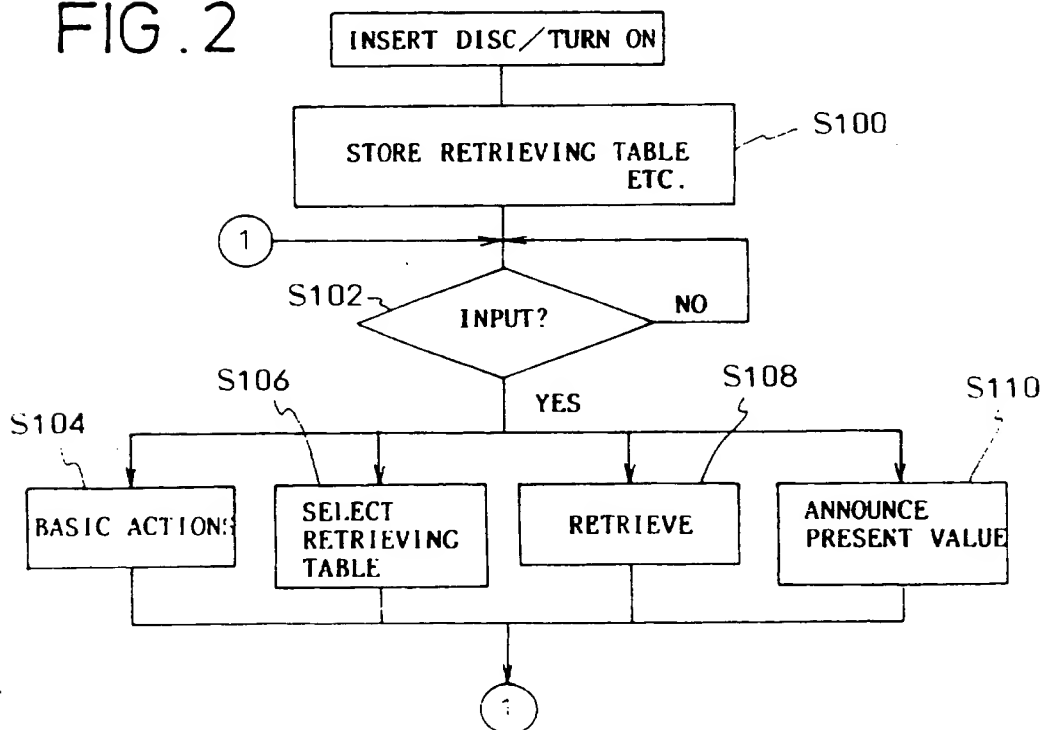 FIG.2
INSERT DISC/TURN ON
STORE RETRIEVING TABLE
ETC.
S100
1
S102
INPUT?
NO
YES
S104
S106
S108
S110
BASIC ACTIONS
SELECT
RETRIEVING
TABLE
RETRIEVE
ANNOUNCE
PRESENT VALUE
1